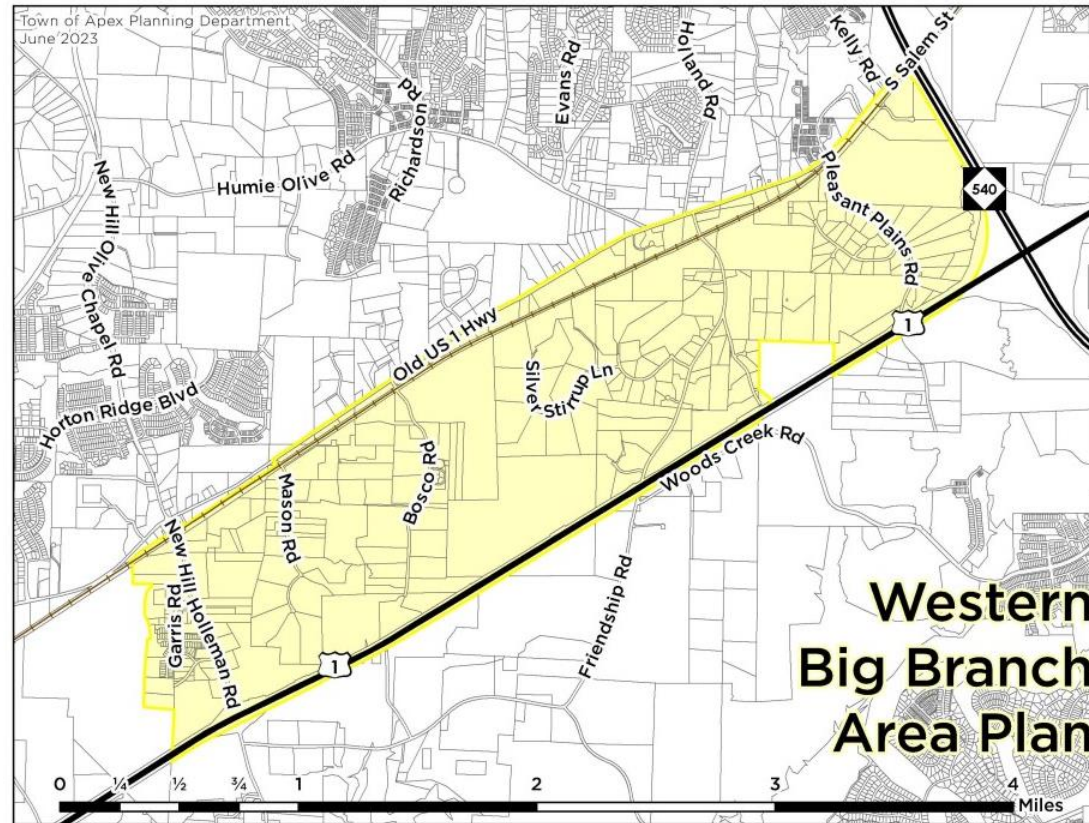 Town of Apex Planning Department
June 2023
Kelly Rd
S Salem St
Holland Rd
Evans Rd
Richardson Rd
Humie Olive Rd
New Hill Olive Chapel Rd
540
Pleasant Plains Rd
1
Old US 1 Hwy
Silver Stirrup Ln
Horton Ridge Blvd
Woods Creek Rd
Bosco Rd
Mason Rd
New Hill Holleman Rd
Garris Rd
Friendship Rd
1
Western
Big Branch
Area Plan
0 ¼ ½ ¾ 1 2 3 4
Miles